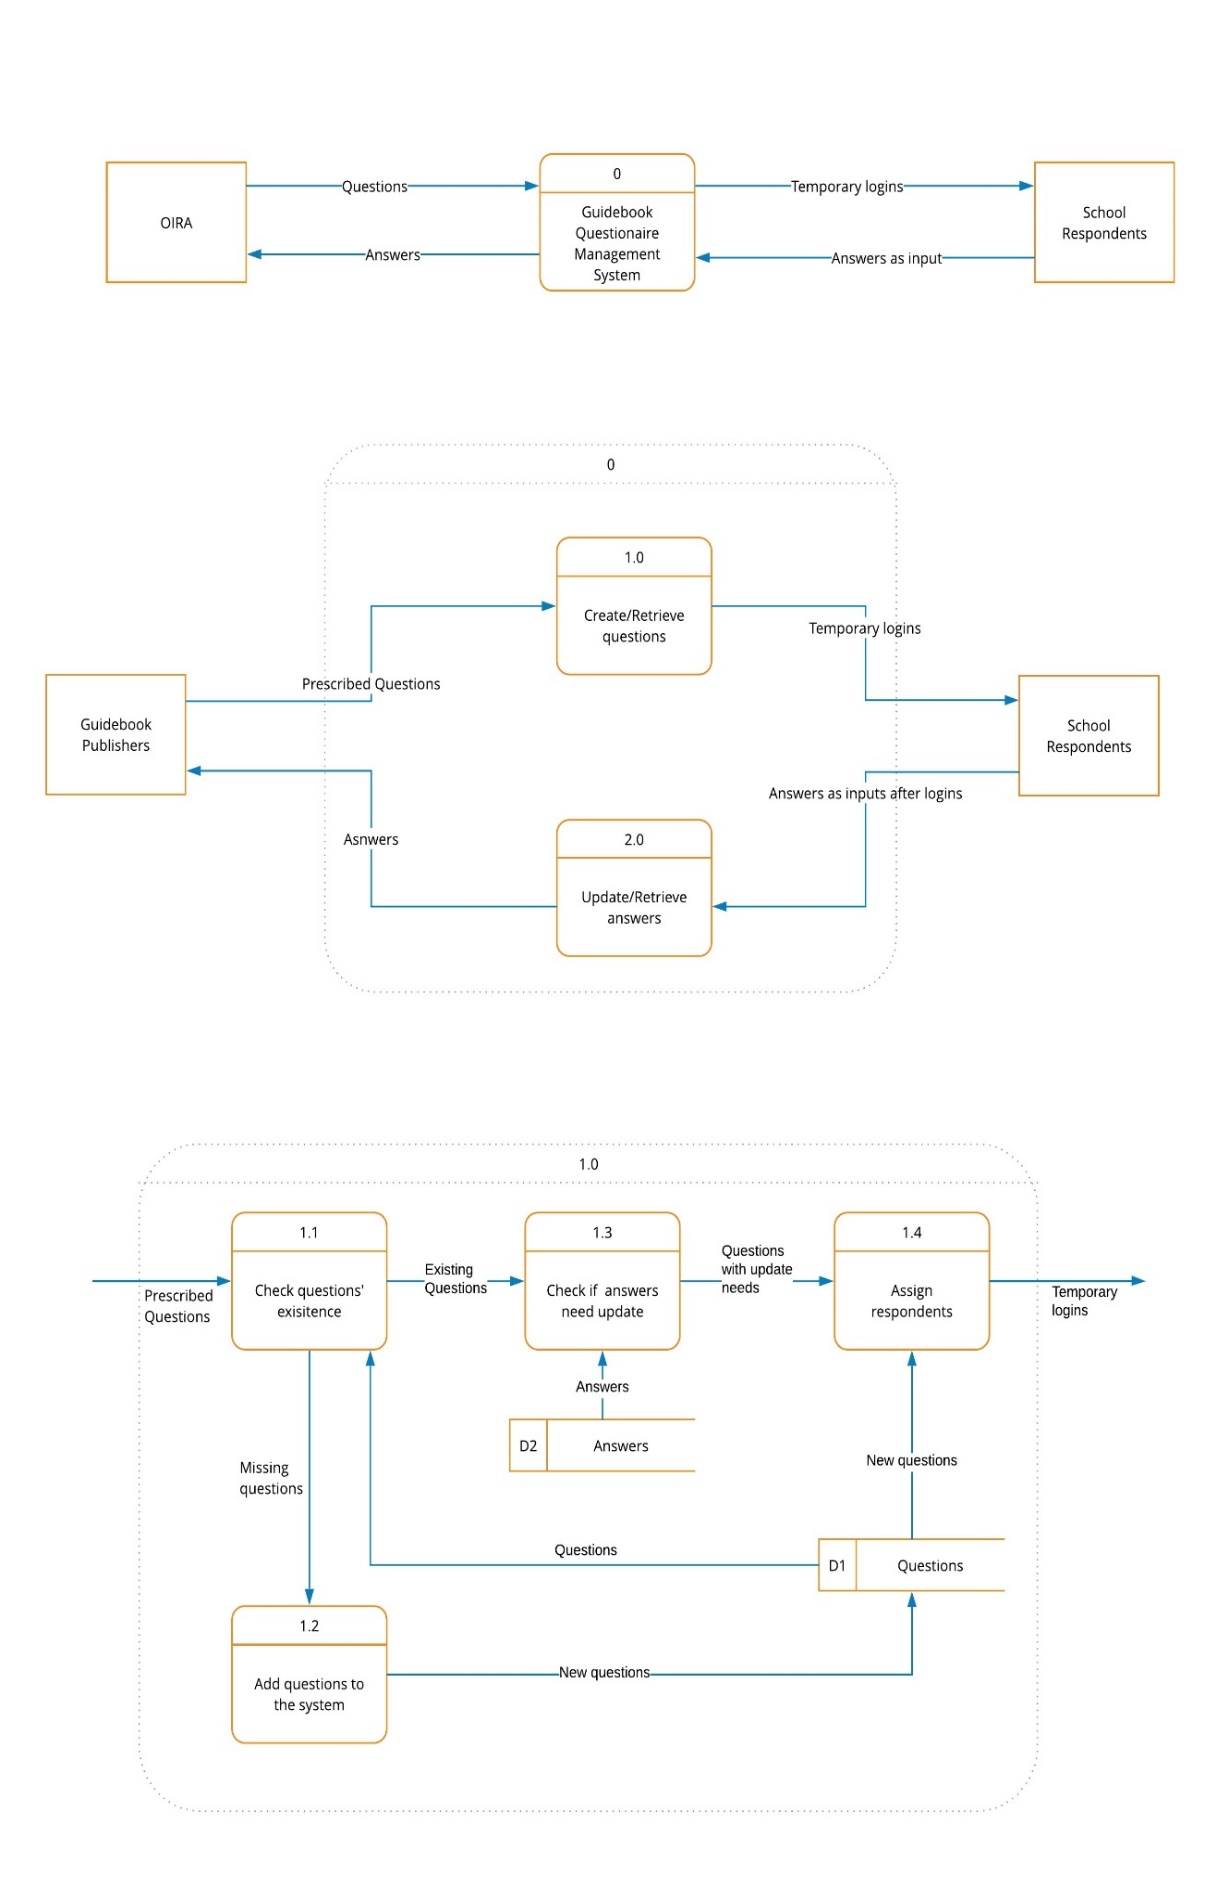 0
Questions
Temporary logins
OIRA
Guidebook
Questionaire
Management
System
School
Respondents
Answers
Answers as input
0
1.0
Create/Retrieve
questions
Temporary logins
Prescribed Questions
Guidebook
Publishers
School
Respondents
Answers as inputs after logins
Asnwers
2.0
Update/Retrieve
answers
1.0
1.1
Check questions'
exisitence
Existing
Questions
1.3
Check if answers
need update
Questions
with update
needs
1.4
Assign
respondents
Prescribed
Questions
Temporary
logins
Answers
D2
Answers
Missing
questions
New questions
Questions
D1
Questions
1.2
Add questions to
the system
New questions